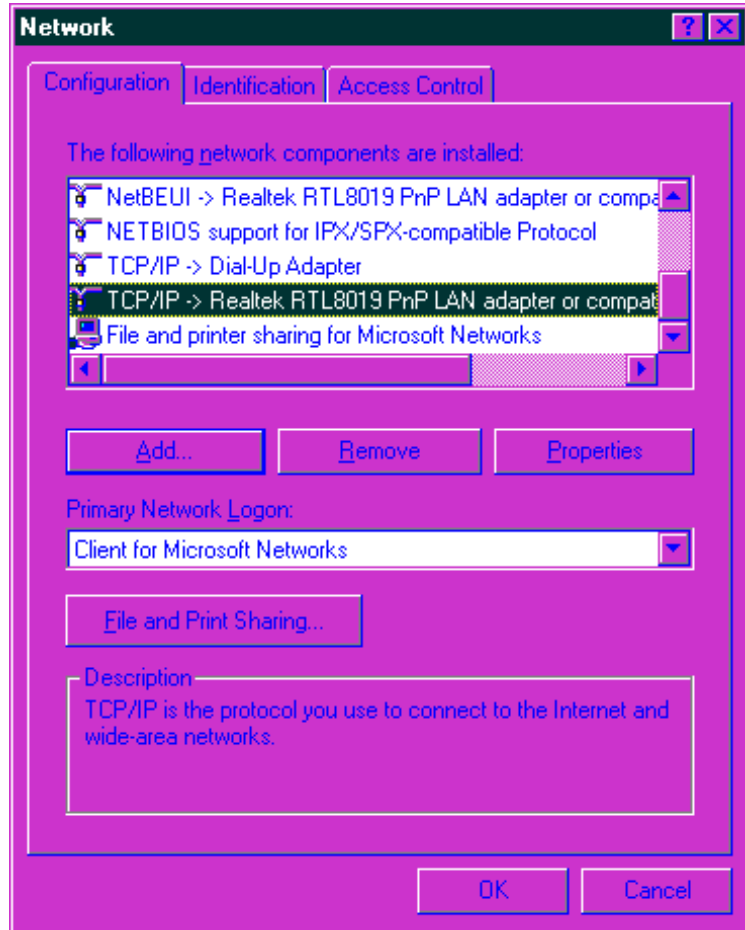 Network
Configuration Identification Access Control
The following network components are installed:
NetBEUI -> Realtek RTL8019 PnP LAN adapter or compa
NETBIOS support for IPX/SPX-compatible Protocol
TCP/IP -> Dial-Up Adapter
TCP/IP -> Realtek RTL8019 PnP LAN adapter or compat
File and printer sharing for Microsoft Networks
Add... Remove Properties
Primary Network Logon:
Client for Microsoft Networks
File and Print Sharing...
Description
TCP/IP is the protocol you use to connect to the Internet and
wide-area networks.
OK Cancel